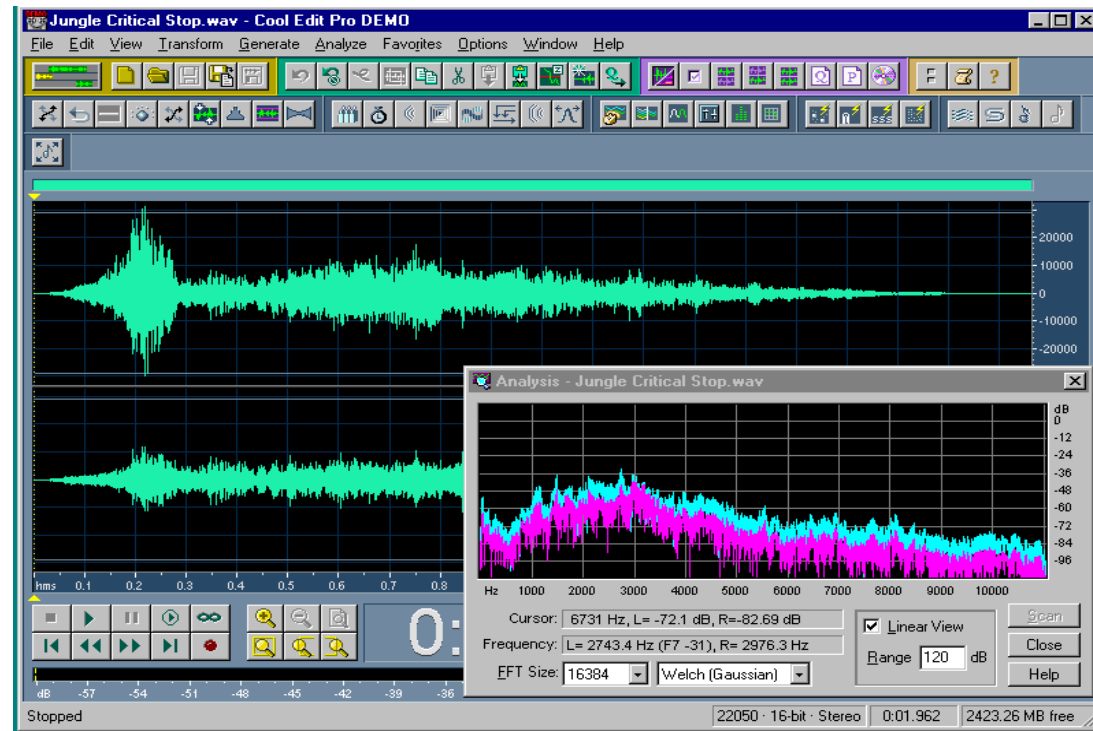 Jungle Critical Stop.wav - Cool Edit Pro DEMO
File Edit View Transform Generate Analyze Favorites Options Window Help
F ?
20000
10000
0
-10000
-20000
Analysis - Jungle Critical Stop.wav
dB
0
-12
-24
-36
-48
-60
-72
-84
-96
Hz 1000 2000 3000 4000 5000 6000 7000 8000 9000 10000
hms 0.1 0.2 0.3 0.4 0.5 0.6 0.7 0.8
Cursor: 6731 Hz, L= -72.1 dB, R=-82.69 dB
Frequency: L= 2743.4 Hz (F7 -31), R= 2976.3 Hz
FFT Size: 16384 Welch (Gaussian)
Linear View
Range 120 dB
Scan
Close
Help
0:
dB -57 -54 -51 -48 -45 -42 -39 -36
Stopped 22050 · 16-bit · Stereo 0:01.962 2423.26 MB free